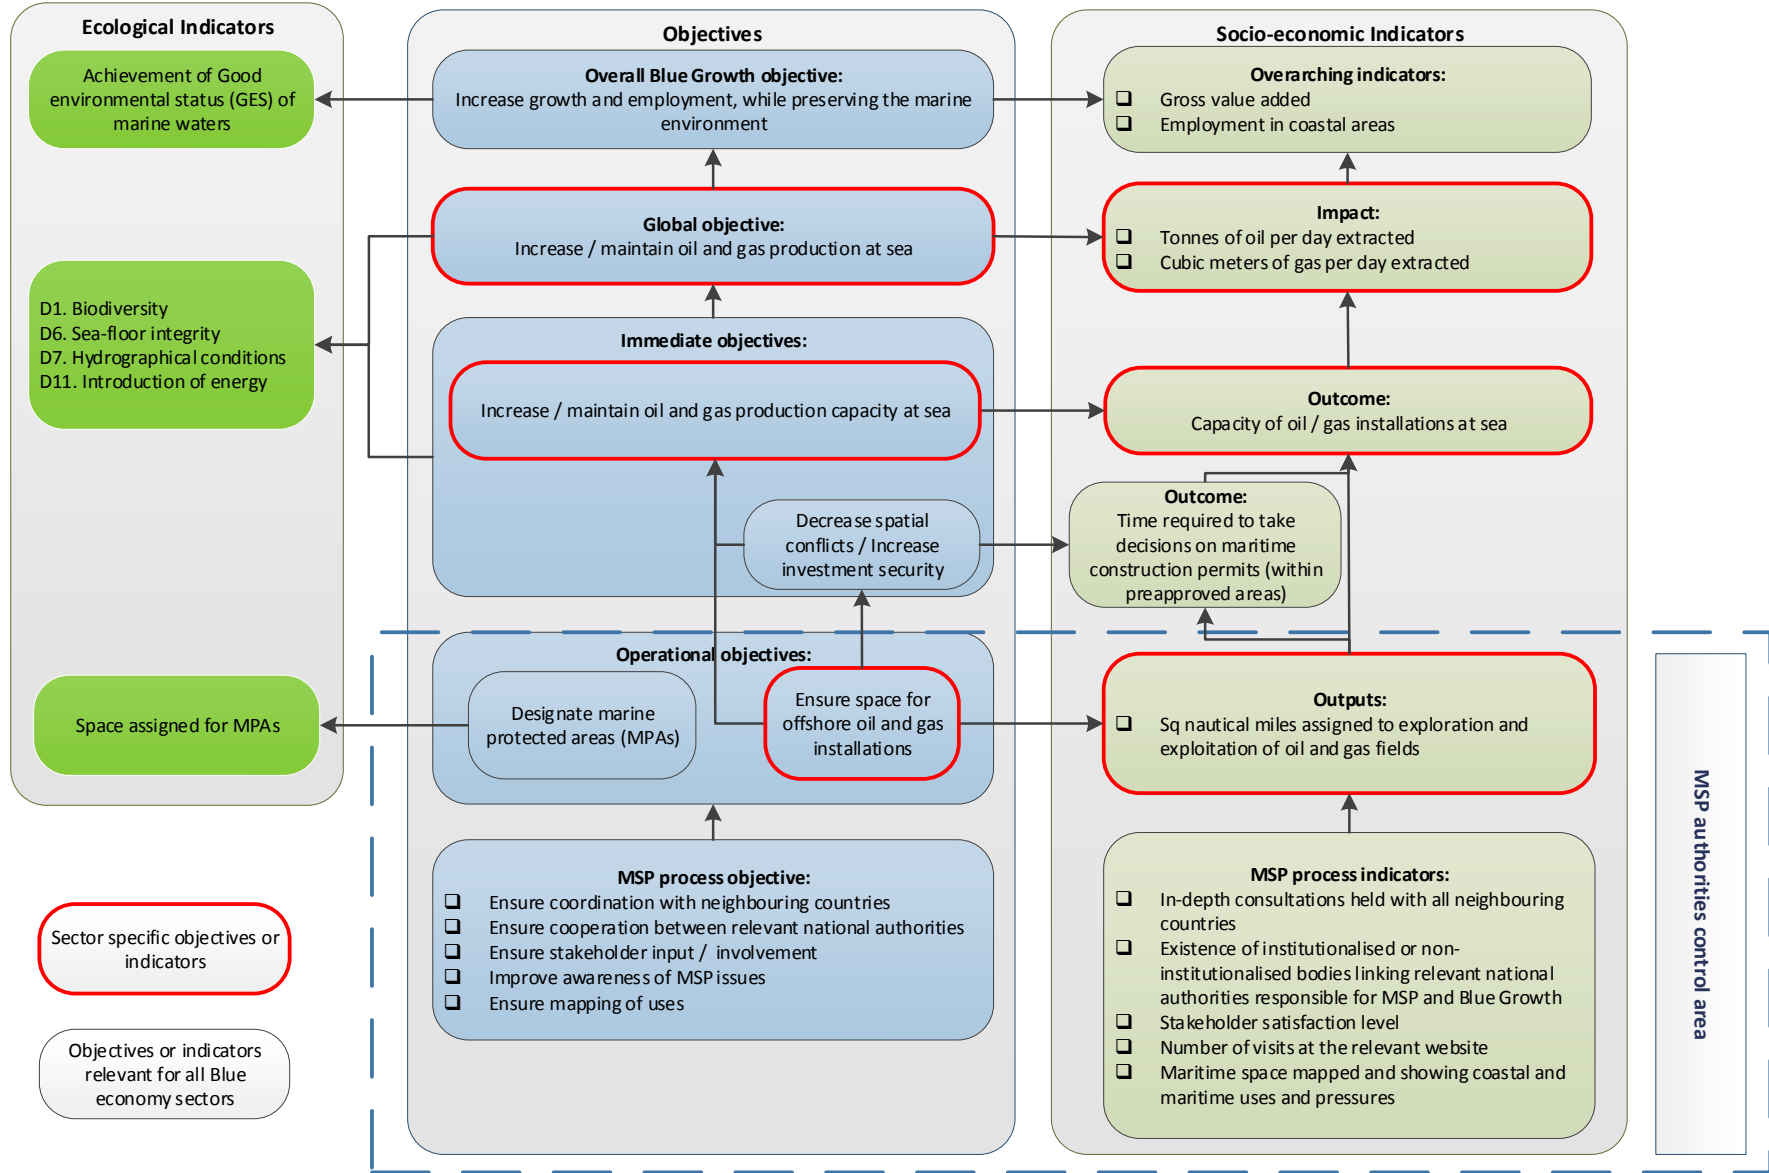 Ecological Indicators
Achievement of Good
environmental status (GES) of
marine waters
D1. Biodiversity
D6. Sea-floor integrity
D7. Hydrographical conditions
D11. Introduction of energy
Space assigned for MPAs
Sector specific objectives or
indicators
Objectives or indicators
relevant for all Blue
economy sectors
Objectives
Overall Blue Growth objective:
Increase growth and employment, while preserving the marine
environment
Global objective:
Increase / maintain oil and gas production at sea
Immediate objectives:
Increase / maintain oil and gas production capacity at sea
Decrease spatial
conflicts / Increase
investment security
Operational objectives:
Designate marine
protected areas (MPAs)
Ensure space for
offshore oil and gas
installations
MSP process objective:
Ensure coordination with neighbouring countries
Ensure cooperation between relevant national authorities
Ensure stakeholder input / involvement
Improve awareness of MSP issues
Ensure mapping of uses
Socio-economic Indicators
Overarching indicators:
Gross value added
Employment in coastal areas
Impact:
Tonnes of oil per day extracted
Cubic meters of gas per day extracted
Outcome:
Capacity of oil / gas installations at sea
Outcome:
Time required to take
decisions on maritime
construction permits (within
preapproved areas)
Outputs:
Sq nautical miles assigned to exploration and
exploitation of oil and gas fields
MSP process indicators:
In-depth consultations held with all neighbouring
countries
Existence of institutionalised or non-
institutionalised bodies linking relevant national
authorities responsible for MSP and Blue Growth
Stakeholder satisfaction level
Number of visits at the relevant website
Maritime space mapped and showing coastal and
maritime uses and pressures
MSP authorities control area